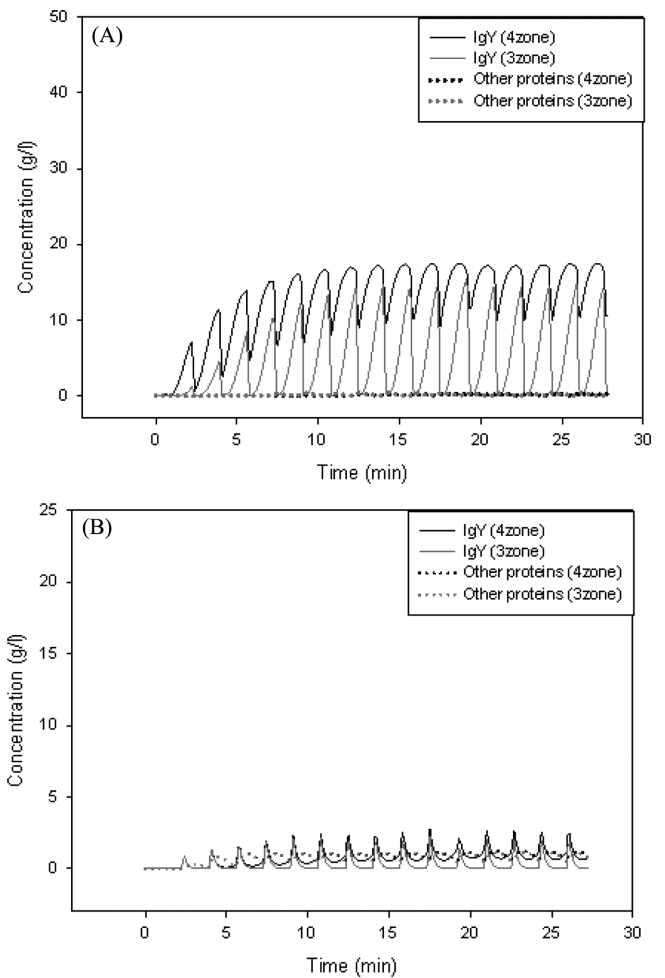 (A)
IgY (4zone)
IgY (3zone)
Other proteins (4zone)
Other proteins (3zone)
50
40
30
20
10
0
Concentration (g/l)
0 5 10 15 20 25 30
Time (min)
(B)
IgY (4zone)
IgY (3zone)
Other proteins (4zone)
Other proteins (3zone)
25
20
15
10
5
0
Concentration (g/l)
0 5 10 15 20 25 30
Time (min)